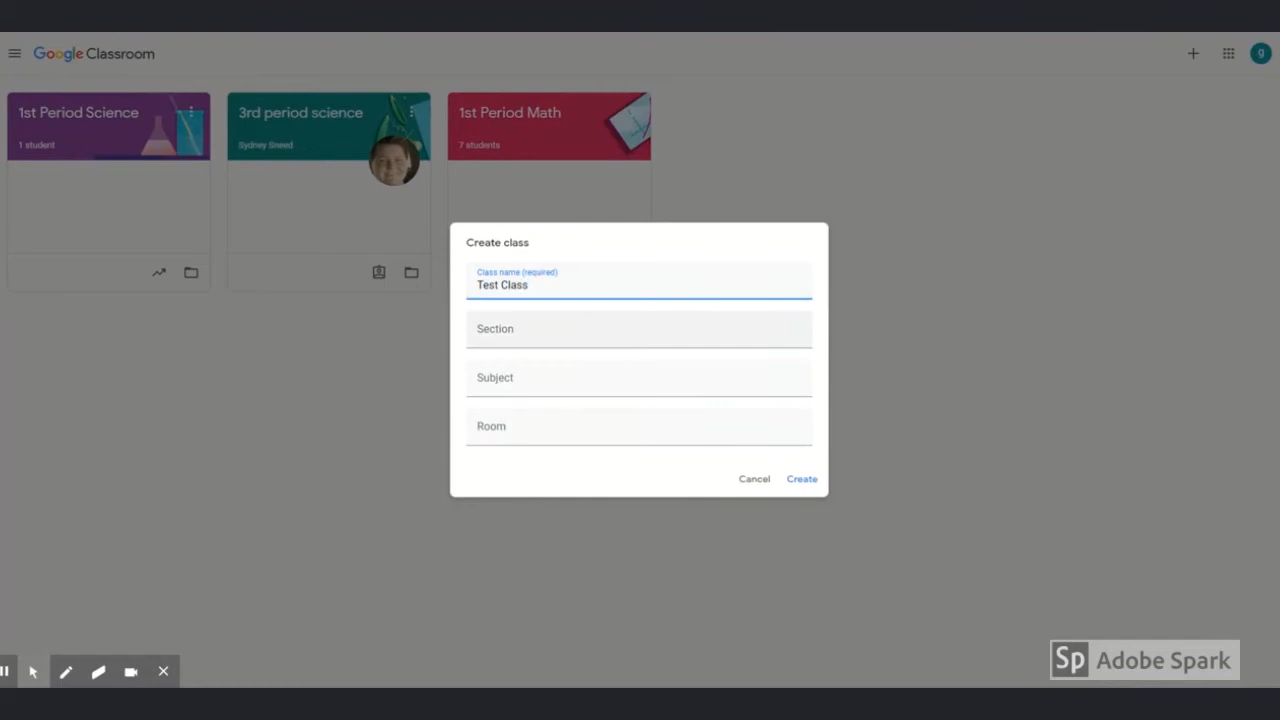 Google Classroom
g
1st Period Science
1 student
3rd period science
Sydney Sneed
1st Period Math
7 students
Create class
Class name (required)
Test Class
Section
Subject
Room
Cancel
Create
Sp Adobe Spark